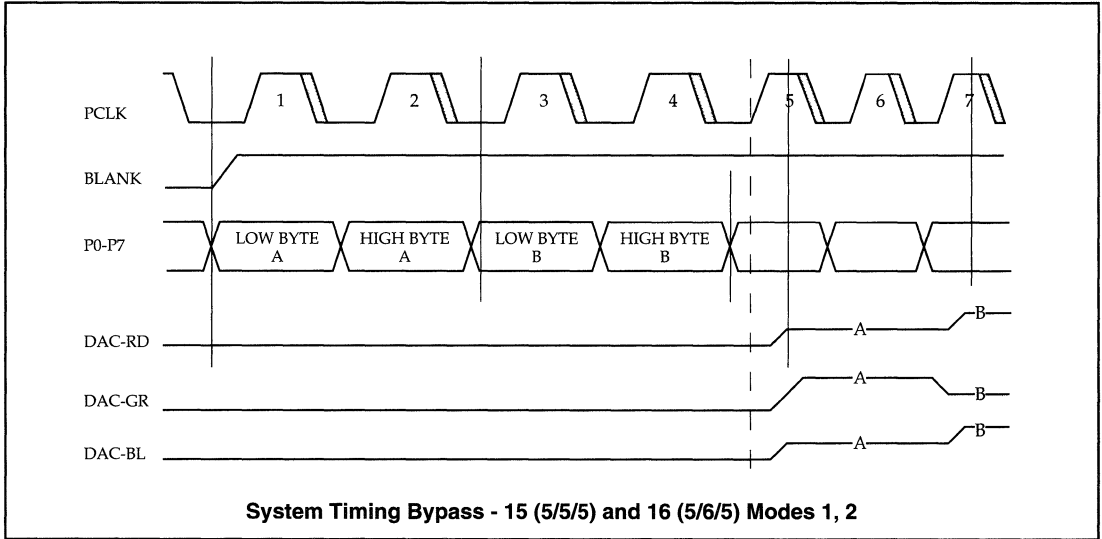 PCLK 1 2 3 4 5 6 7
BLANK
P0-P7 LOW BYTE A HIGH BYTE A LOW BYTE B HIGH BYTE B
DAC-RD A B
DAC-GR A B
DAC-BL A B
System Timing Bypass - 15 (5/5/5) and 16 (5/6/5) Modes 1, 2